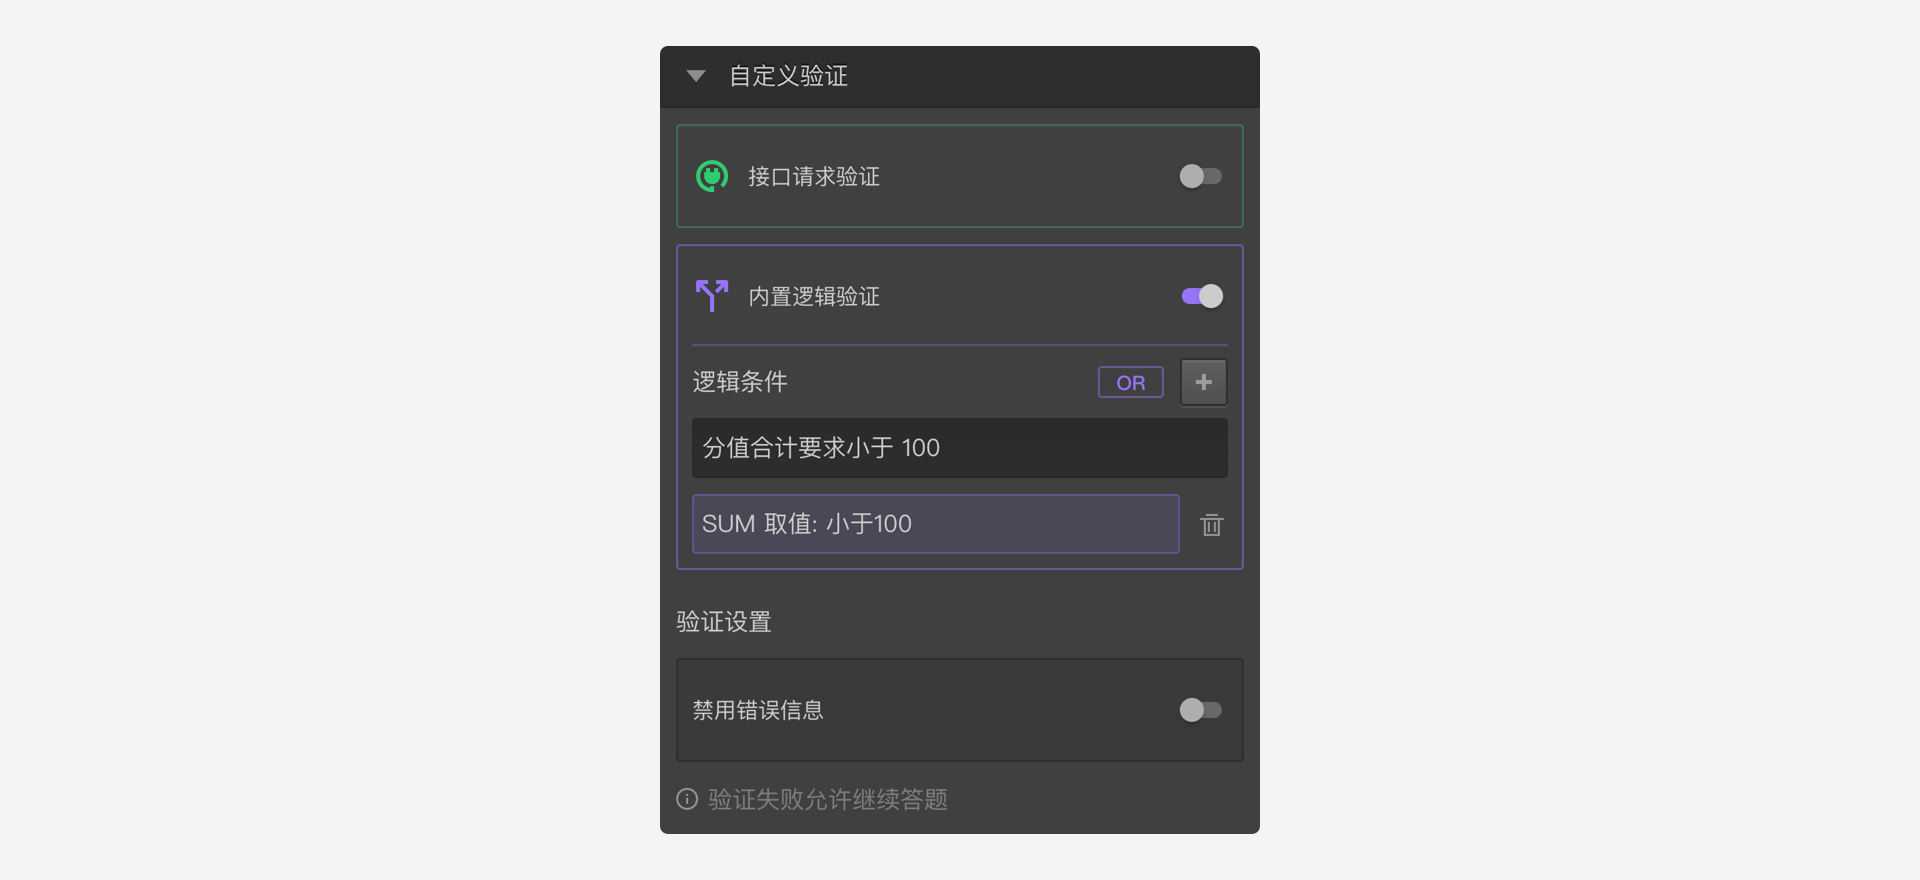 自定义验证
接口请求验证
内置逻辑验证
逻辑条件 OR
分值合计要求小于 100
SUM 取值: 小于100
验证设置
禁用错误信息
验证失败允许继续答题